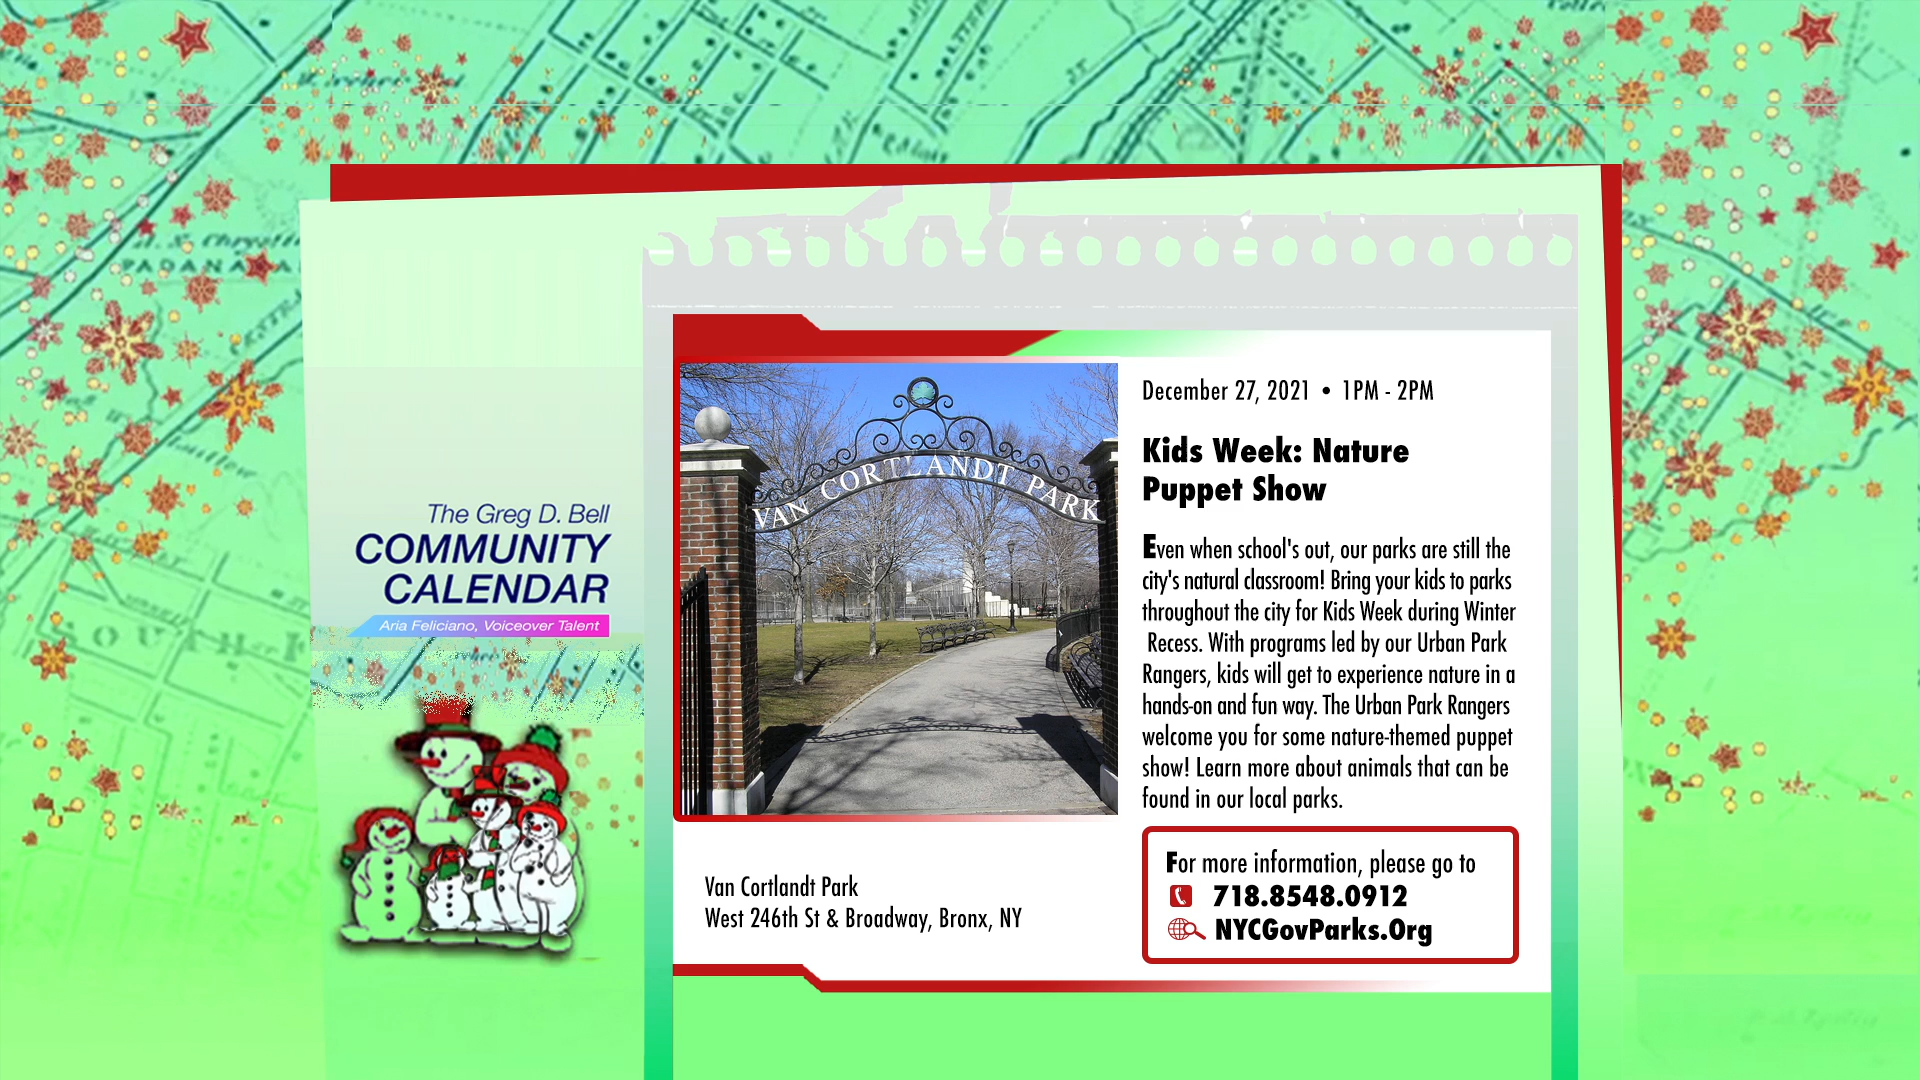 The Greg D. Bell
COMMUNITY
CALENDAR
Aria Feliciano, Voiceover Talent
VAN CORTLANDT PARK
December 27, 2021 • 1PM - 2PM
Kids Week: Nature
Puppet Show
Even when school's out, our parks are still the
city's natural classroom! Bring your kids to parks
throughout the city for Kids Week during Winter
Recess. With programs led by our Urban Park
Rangers, kids will get to experience nature in a
hands-on and fun way. The Urban Park Rangers
welcome you for some nature-themed puppet
show! Learn more about animals that can be
found in our local parks.
Van Cortlandt Park
West 246th St & Broadway, Bronx, NY
For more information, please go to
718.8548.0912
NYCGovParks.Org